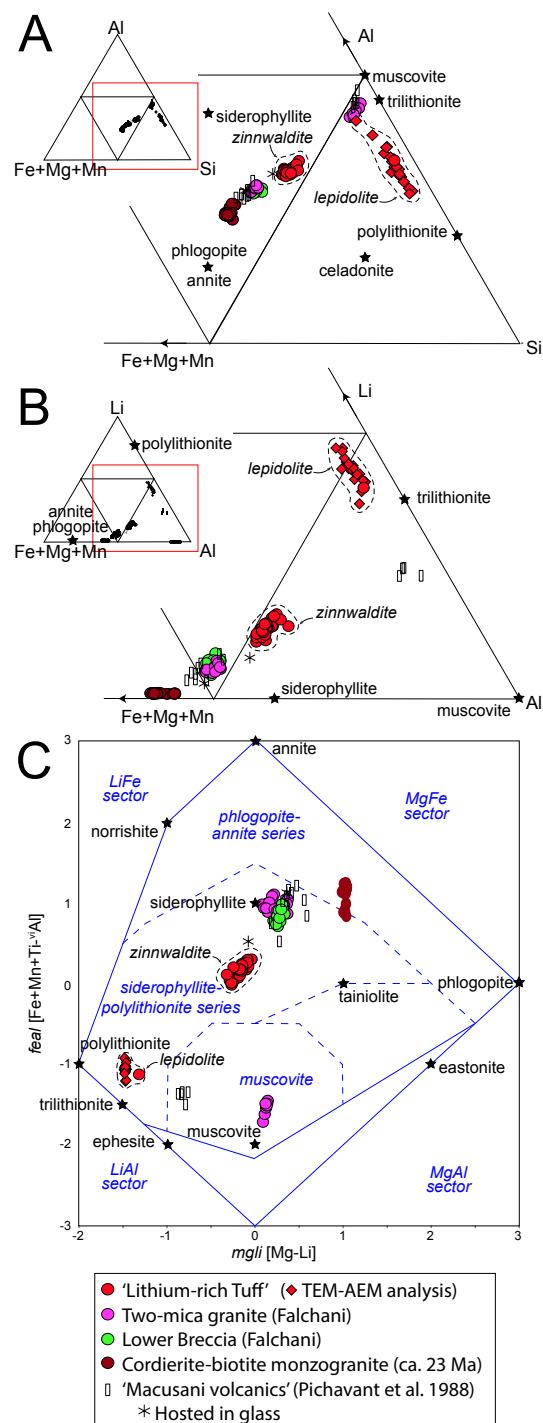 A
Al
Fe+Mg+Mn
Si
Al
muscovite
trilithionite
siderophyllite
zinnwaldite
lepidolite
polylithionite
phlogopite
annite
celadonite
Fe+Mg+Mn
Si
B
Li
polylithionite
annite
phlogopite
Fe+Mg+Mn
Al
Li
lepidolite
trilithionite
zinnwaldite
siderophyllite
Fe+Mg+Mn
muscovite
Al
C
3
2
1
0
-1
-2
-3
feal [Fe+Mn+Ti-ⱽⁱAl]
annite
LiFe
sector
MgFe
sector
phlogopite-
annite series
norrishite
siderophyllite
zinnwaldite
siderophyllite-
polylithionite series
phlogopite
tainiolite
polylithionite
lepidolite
eastonite
muscovite
trilithionite
muscovite
ephesite
LiAl
sector
MgAl
sector
-2
-1
0
1
2
3
mgli [Mg-Li]
'Lithium-rich Tuff' ( TEM-AEM analysis)
Two-mica granite (Falchani)
Lower Breccia (Falchani)
Cordierite-biotite monzogranite (ca. 23 Ma)
'Macusani volcanics' (Pichavant et al. 1988)
Hosted in glass